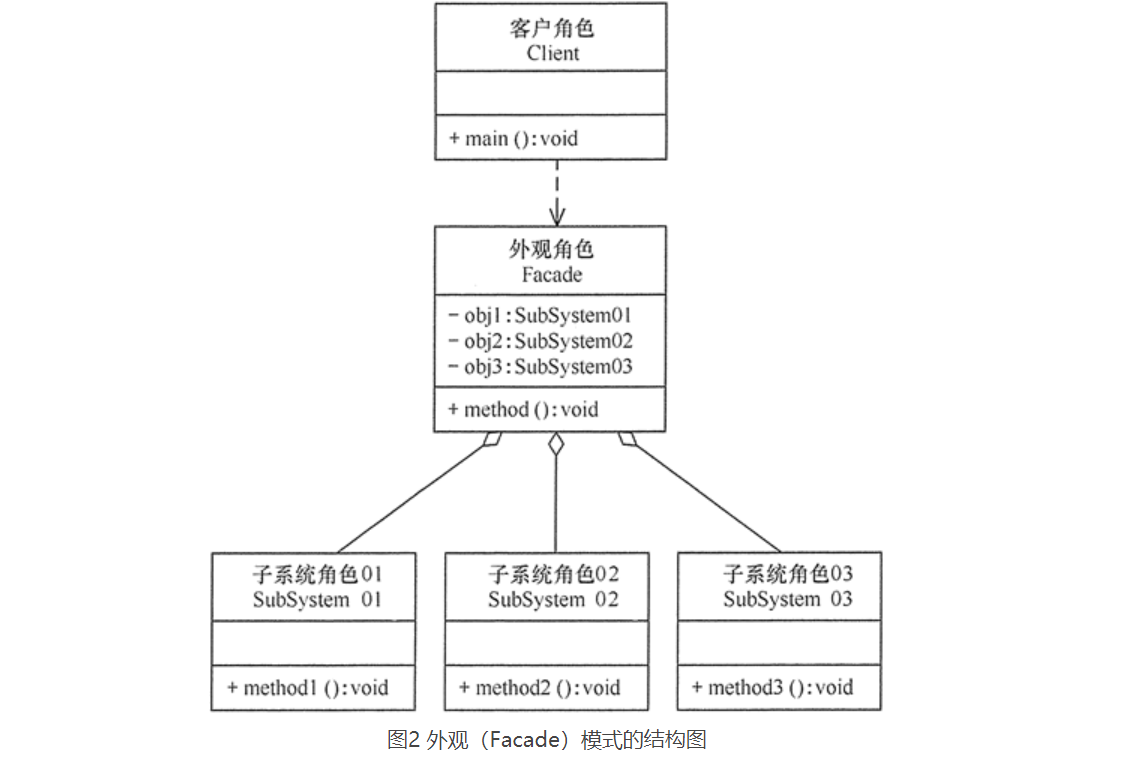 客户角色
Client
+ main ( ) : void
外观角色
Facade
- obj1 : SubSystem01
- obj2 : SubSystem02
- obj3 : SubSystem03
+ method ( ) : void
子系统角色01
SubSystem 01
+ method1 ( ) : void
子系统角色02
SubSystem 02
+ method2 ( ) : void
子系统角色03
SubSystem 03
+ method3 ( ) : void
图2 外观（Facade）模式的结构图